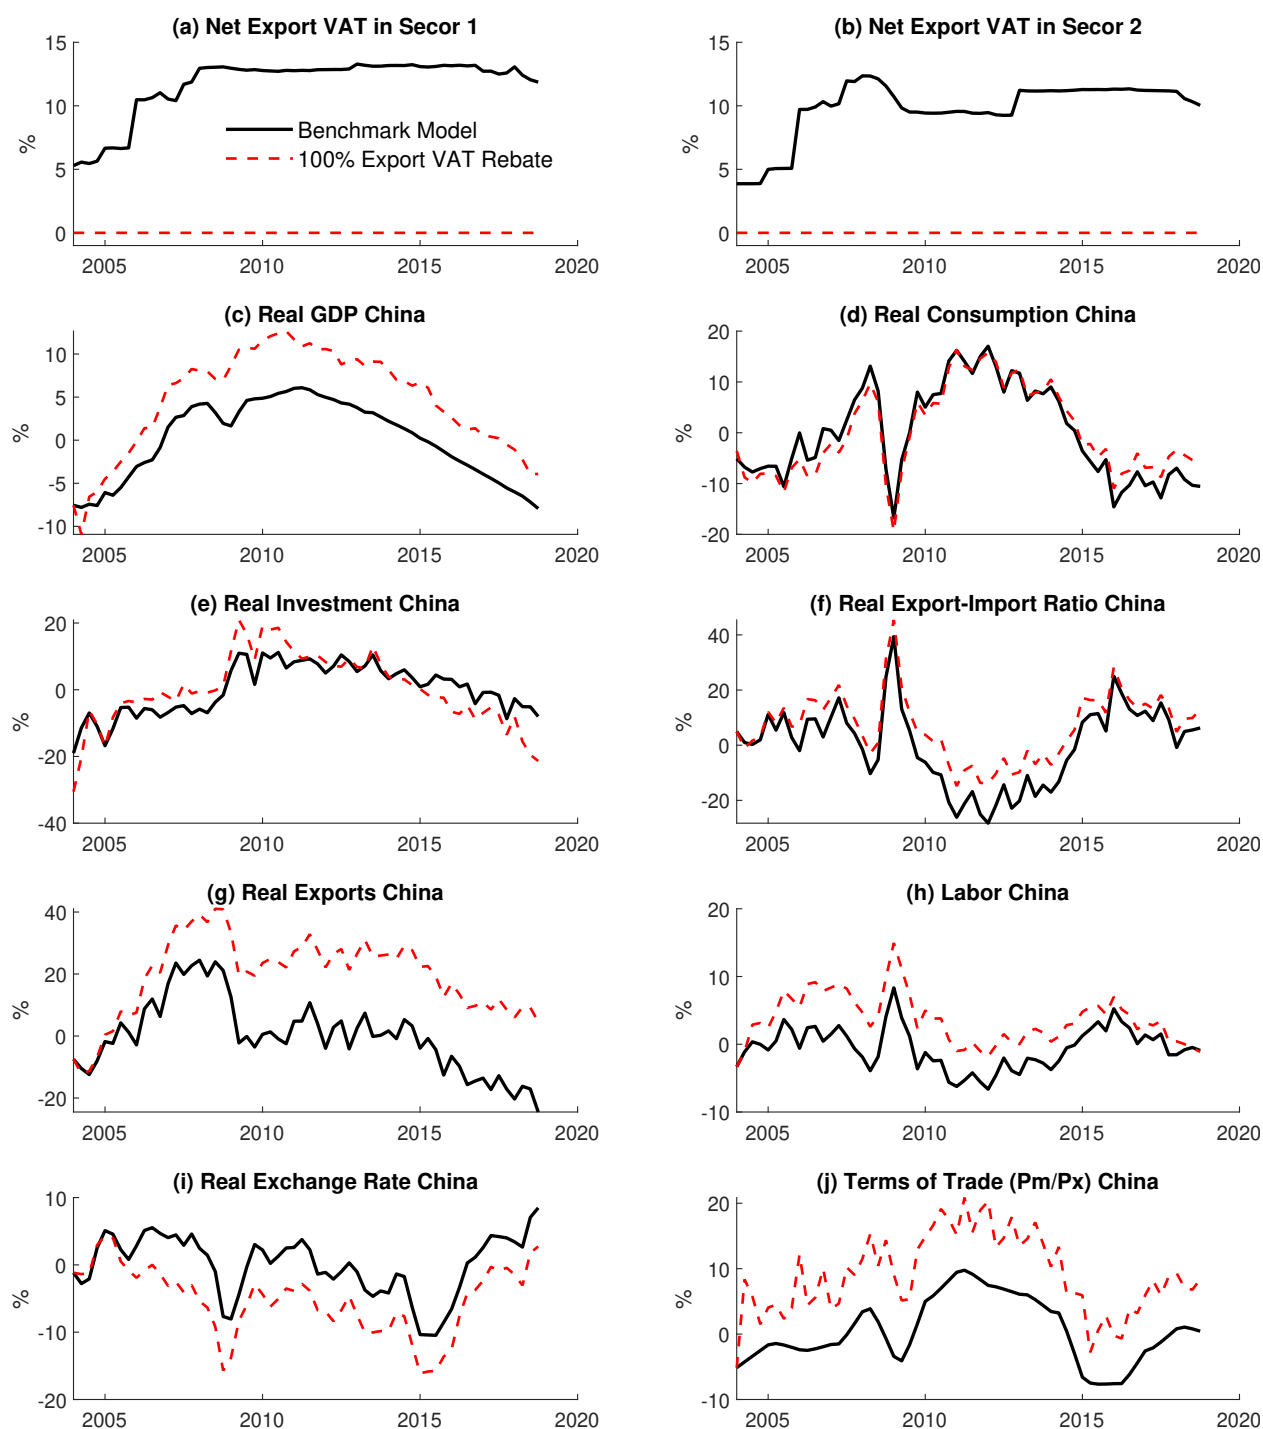 (a) Net Export VAT in Secor 1
15
10
5
0
%
Benchmark Model
100% Export VAT Rebate
2005 2010 2015 2020
(b) Net Export VAT in Secor 2
15
10
5
0
%
2005 2010 2015 2020
(c) Real GDP China
10
5
0
-5
-10
%
2005 2010 2015 2020
(d) Real Consumption China
20
10
0
-10
-20
%
2005 2010 2015 2020
(e) Real Investment China
20
0
-20
-40
%
2005 2010 2015 2020
(f) Real Export-Import Ratio China
40
20
0
-20
%
2005 2010 2015 2020
(g) Real Exports China
40
20
0
-20
%
2005 2010 2015 2020
(h) Labor China
20
10
0
-10
%
2005 2010 2015 2020
(i) Real Exchange Rate China
10
0
-10
-20
%
2005 2010 2015 2020
(j) Terms of Trade (Pm/Px) China
20
10
0
-10
%
2005 2010 2015 2020